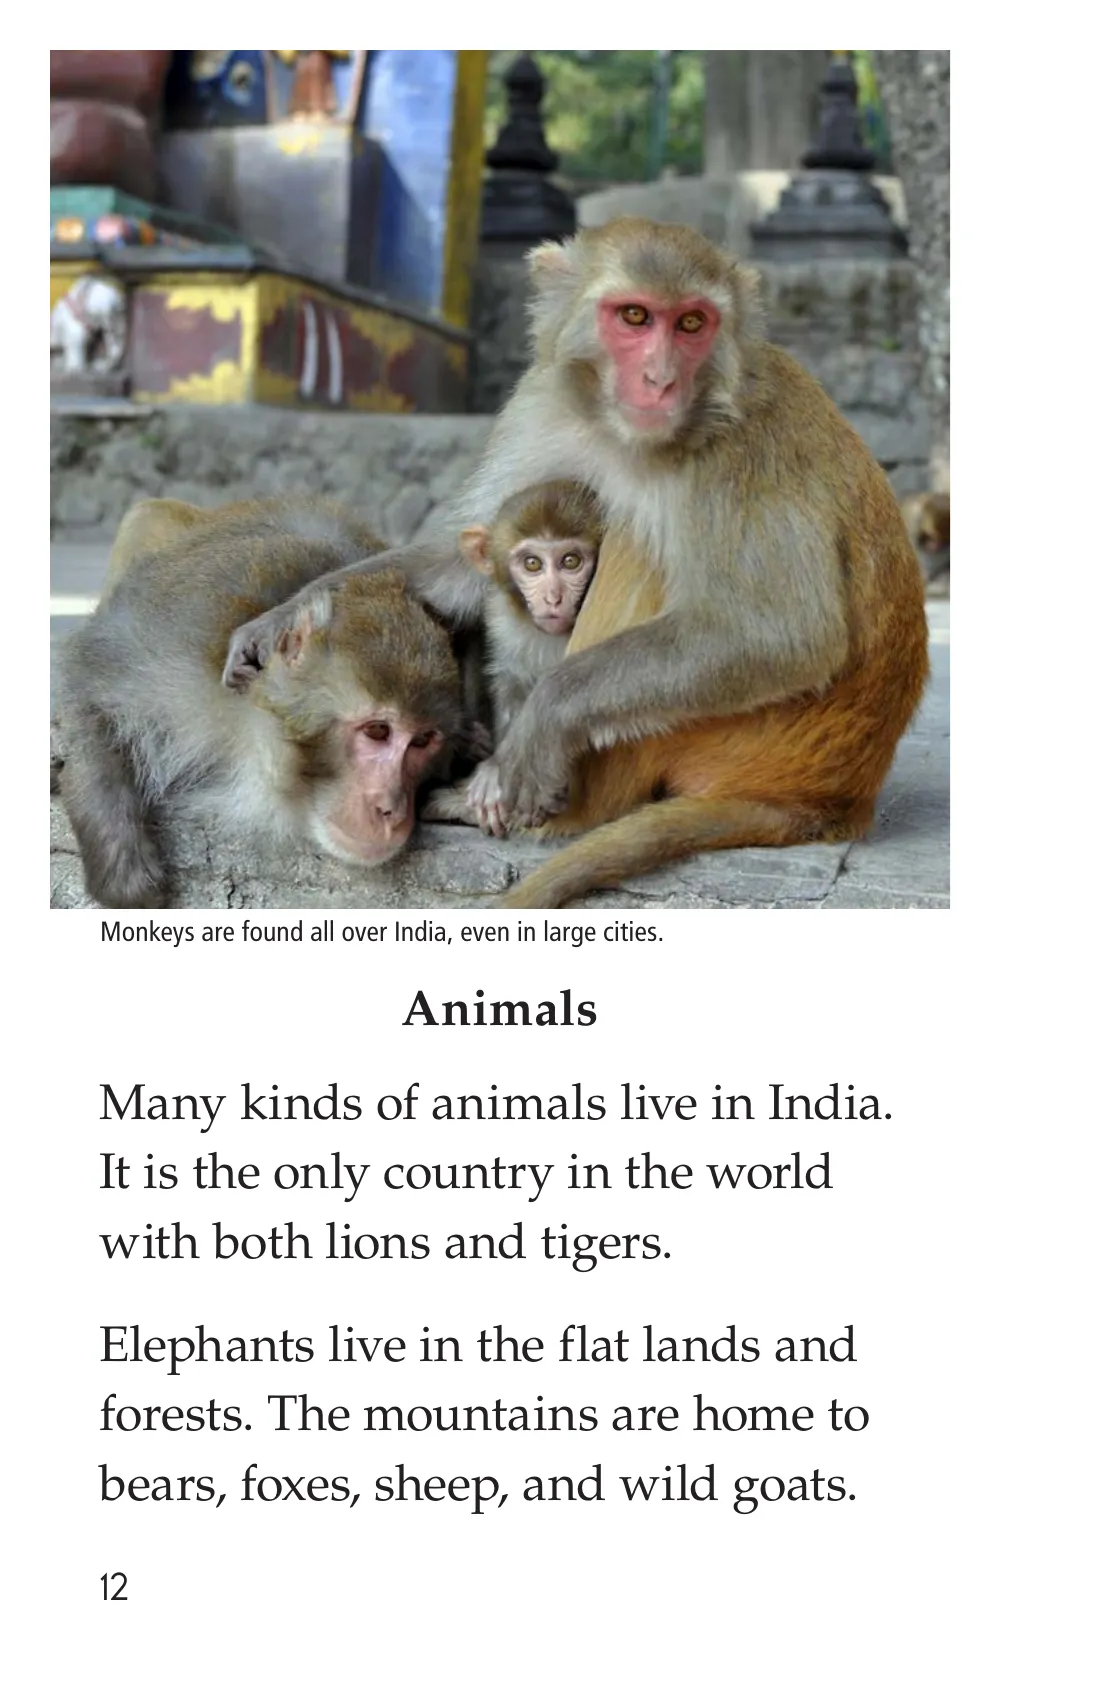 Monkeys are found all over India, even in large cities.
Animals
Many kinds of animals live in India.
It is the only country in the world
with both lions and tigers.
Elephants live in the flat lands and
forests. The mountains are home to
bears, foxes, sheep, and wild goats.
12